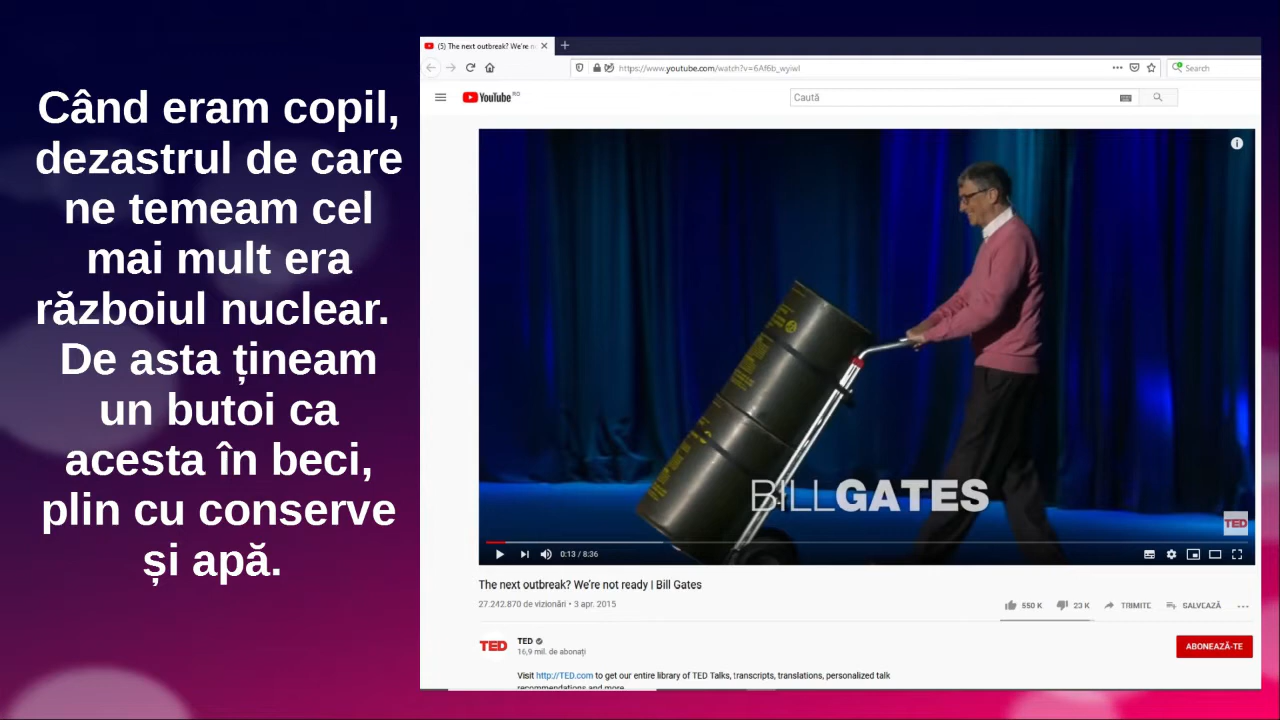 Când eram copil,
dezastrul de care
ne temeam cel
mai mult era
războiul nuclear.
De asta țineam
un butoi ca
acesta în beci,
plin cu conserve
și apă.
(5) The next outbreak? We're n
https://www.youtube.com/watch?v=6Af6b_wyiwI
Search
YouTube RO
Caută
BILLGATES
TED
0:13 / 8:36
The next outbreak? We're not ready | Bill Gates
27.242.870 de vizionări • 3 apr. 2015
550 K 23 K TRIMITE SALVEAZĂ
TED
16,9 mil. de abonați
ABONEAZĂ-TE
Visit http://TED.com to get our entire library of TED Talks, transcripts, translations, personalized talk
recommendations and more.